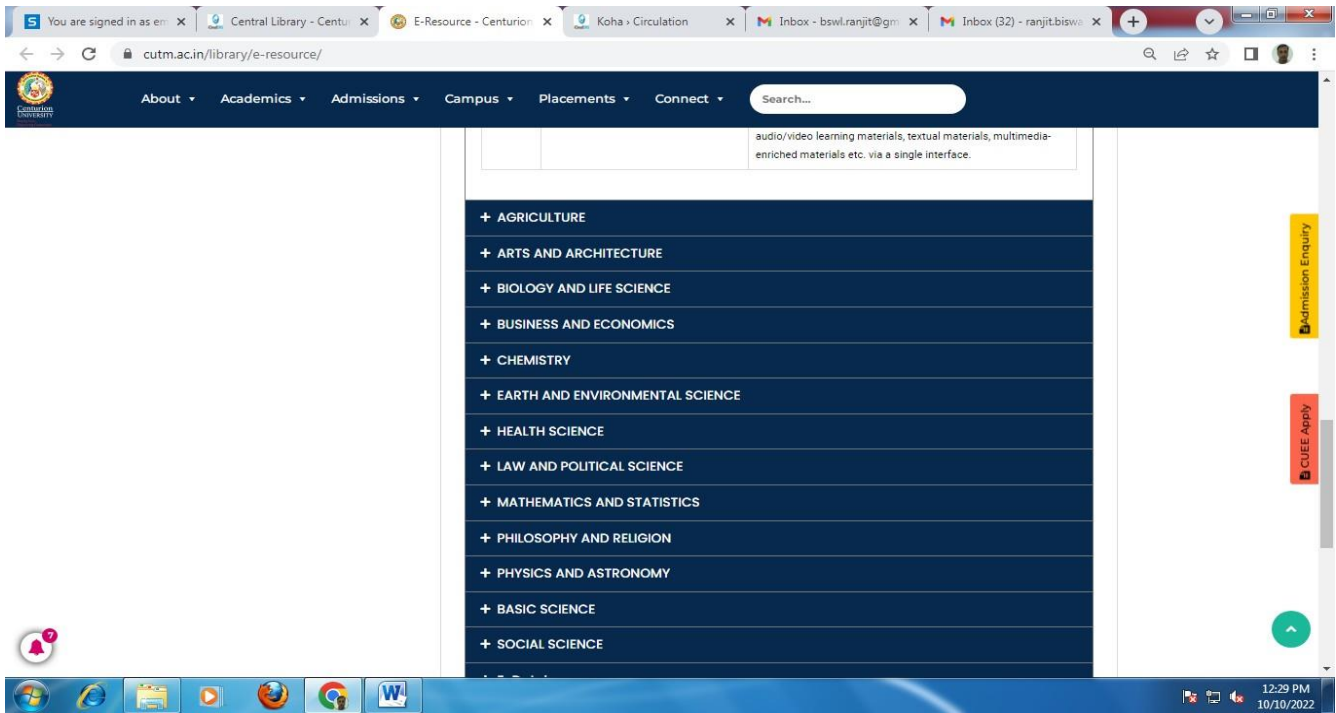 You are signed in as em
Central Library - Centu
E-Resource - Centurion
Koha › Circulation
Inbox - bswl.ranjit@gm
Inbox (32) - ranjit.biswa
cutm.ac.in/library/e-resource/
Centurion
UNIVERSITY
About
Academics
Admissions
Campus
Placements
Connect
Search...
audio/video learning materials, textual materials, multimedia-
enriched materials etc. via a single interface.
+ AGRICULTURE
+ ARTS AND ARCHITECTURE
+ BIOLOGY AND LIFE SCIENCE
+ BUSINESS AND ECONOMICS
+ CHEMISTRY
+ EARTH AND ENVIRONMENTAL SCIENCE
+ HEALTH SCIENCE
+ LAW AND POLITICAL SCIENCE
+ MATHEMATICS AND STATISTICS
+ PHILOSOPHY AND RELIGION
+ PHYSICS AND ASTRONOMY
+ BASIC SCIENCE
+ SOCIAL SCIENCE
Admission Enquiry
CUEE Apply
7
12:29 PM
10/10/2022